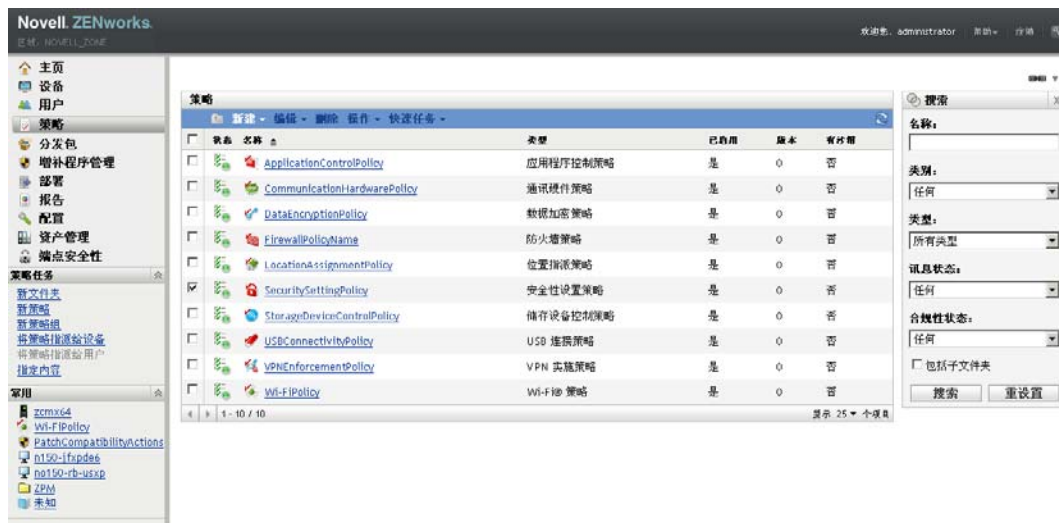 Novell. ZENworks.
区域：NOVELL_ZONE
欢迎您，administrator 帮助 注销
主页
设备
用户
策略
分发包
增补程序管理
部署
报告
配置
资产管理
端点安全性
策略任务
新文件夹
新策略
新策略组
将策略指派给设备
将策略指派给用户
指定内容
常用
zcmx64
Wi-FiPolicy
PatchCompatibilityActions
n150-ifxpde6
no150-rb-usxp
ZPM
未知
策略
新建 编辑 删除 操作 快速任务
状态 名称 类型 已启用 版本 有沙箱
ApplicationControlPolicy 应用程序控制策略 是 0 否
CommunicationHardwarePolicy 通讯硬件策略 是 0 否
DataEncryptionPolicy 数据加密策略 是 0 否
FirewallPolicyName 防火墙策略 是 0 否
LocationAssignmentPolicy 位置指派策略 是 0 否
SecuritySettingPolicy 安全性设置策略 是 0 否
StorageDeviceControlPolicy 储存设备控制策略 是 0 否
USBConnectivityPolicy USB 连接策略 是 0 否
VPNEnforcementPolicy VPN 实施策略 是 0 否
Wi-FiPolicy Wi-Fi® 策略 是 0 否
1 - 10 / 10 显示 25 个项目
搜索
名称：
类别：
任何
类型：
所有类型
讯息状态：
任何
合规性状态：
任何
包括子文件夹
搜索 重设置